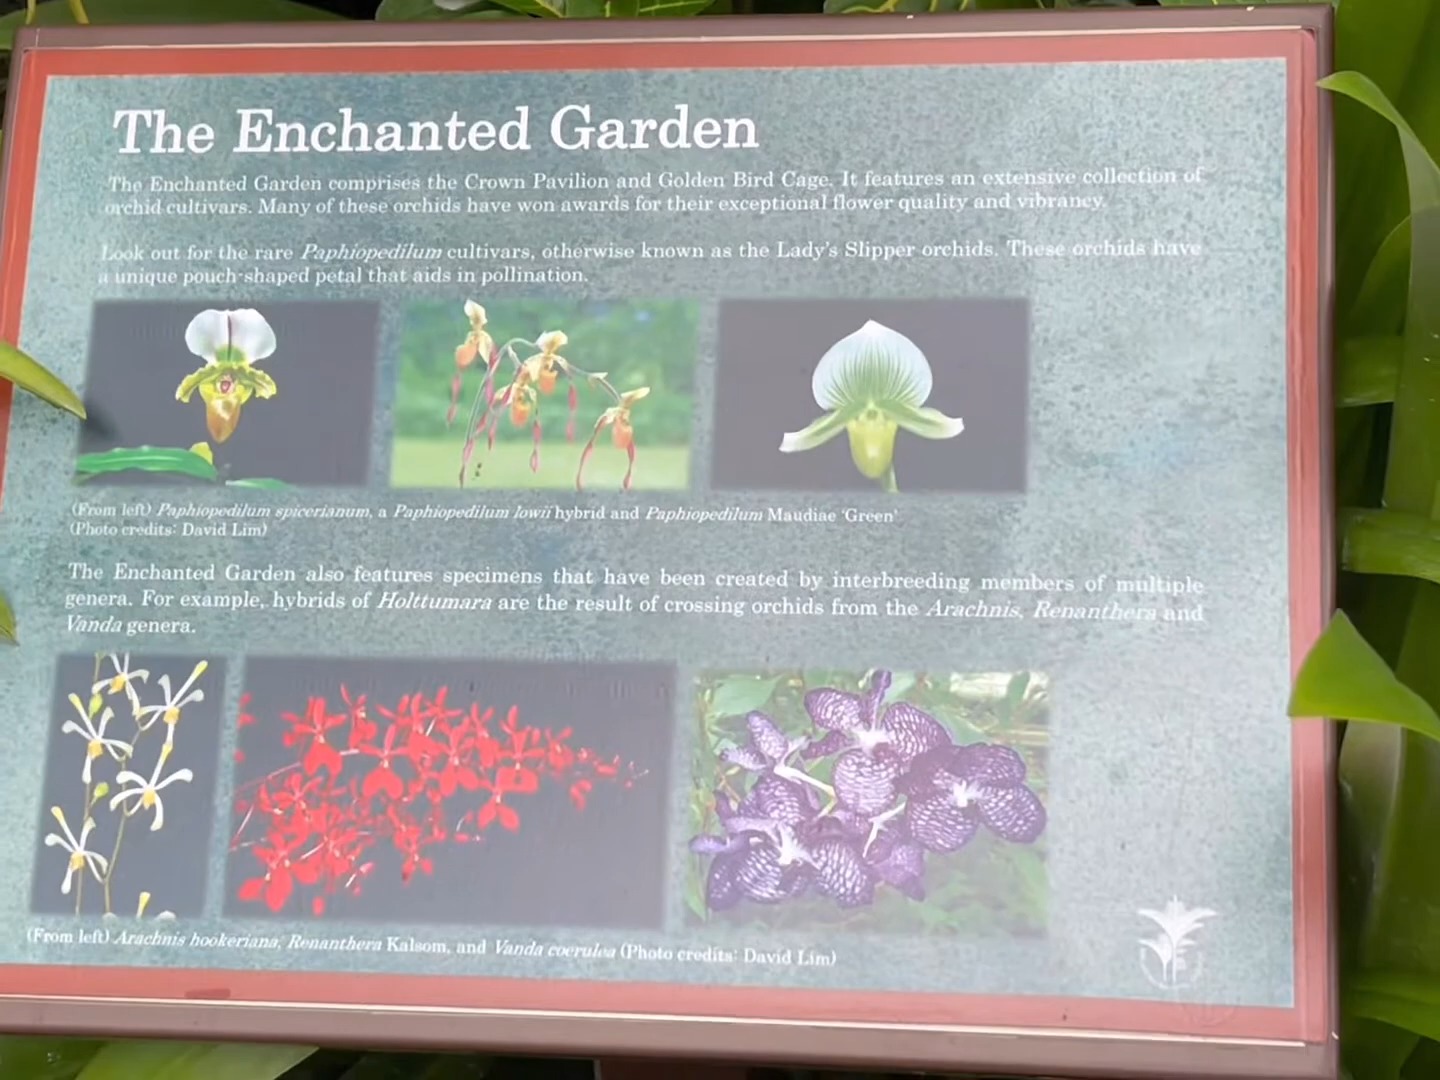 The Enchanted Garden
The Enchanted Garden comprises the Crown Pavilion and Golden Bird Cage. It features an extensive collection of
orchid cultivars. Many of these orchids have won awards for their exceptional flower quality and vibrancy.
Look out for the rare Paphiopedilum cultivars, otherwise known as the Lady's Slipper orchids. These orchids have
a unique pouch-shaped petal that aids in pollination.
(From left) Paphiopedilum spicerianum, a Paphiopedilum lowii hybrid and Paphiopedilum Maudiae 'Green'
(Photo credits: David Lim)
The Enchanted Garden also features specimens that have been created by interbreeding members of multiple
genera. For example, hybrids of Holttumara are the result of crossing orchids from the Arachnis, Renanthera and
Vanda genera.
(From left) Arachnis hookeriana, Renanthera Kalsom, and Vanda coerulea (Photo credits: David Lim)